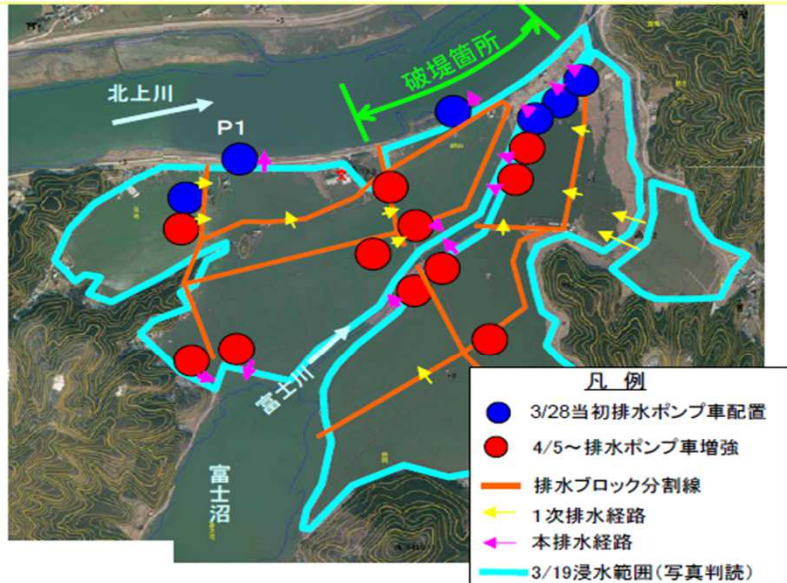 破堤箇所
北上川
P1
富士川
富士沼
凡 例
3/28当初排水ポンプ車配置
4/5～排水ポンプ車増強
排水ブロック分割線
1次排水経路
本排水経路
3/19浸水範囲(写真判読)